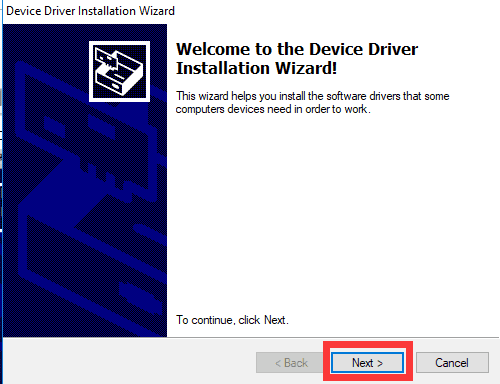 Device Driver Installation Wizard
Welcome to the Device Driver
Installation Wizard!
This wizard helps you install the software drivers that some
computers devices need in order to work.
To continue, click Next.
< Back
Next >
Cancel